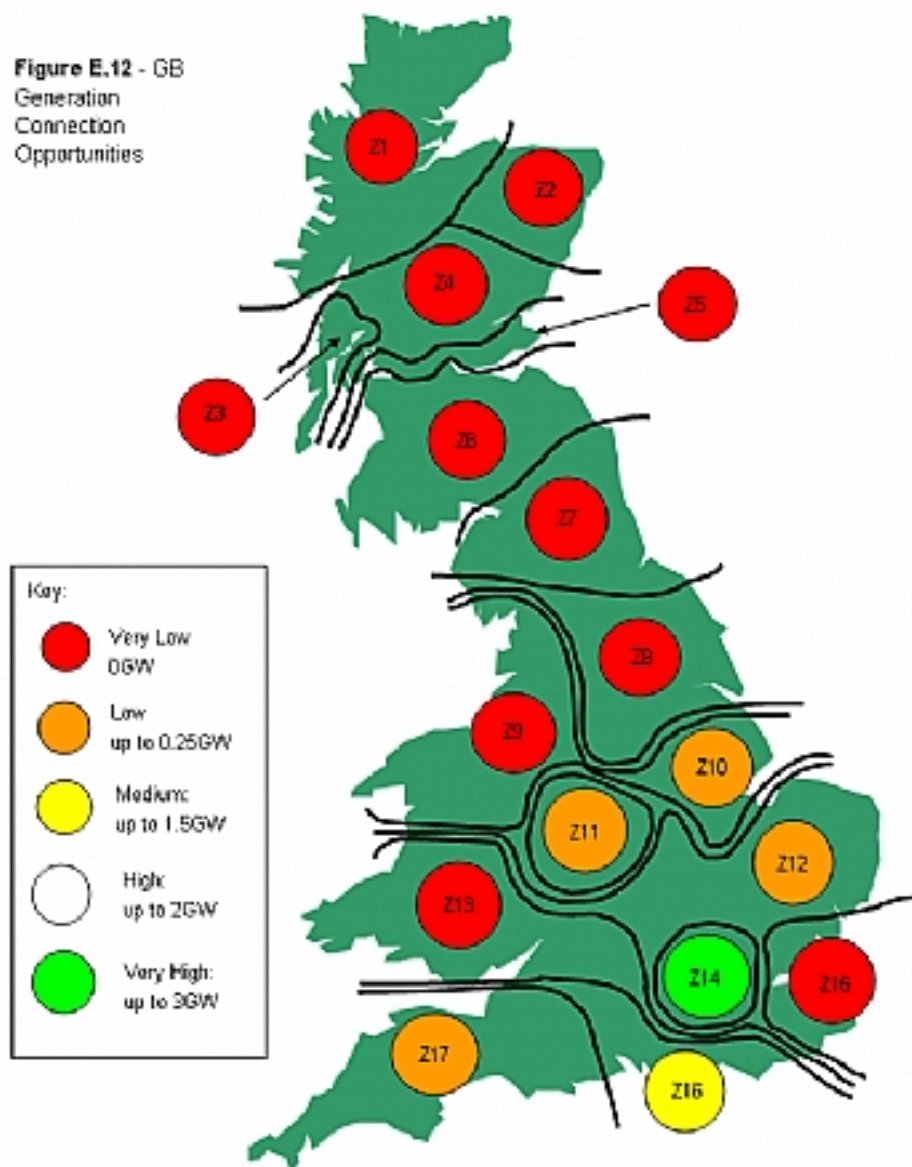 Figure E.12 - GB
Generation
Connection
Opportunities
Z1
Z2
Z4
Z5
Z3
Z6
Z7
Z8
Z9
Z10
Z11
Z12
Z13
Z14
Z17
Key:
Very Low
0GW
Low
up to 0.25GW
Medium:
up to 1.5GW
High:
up to 2GW
Very High:
up to 3GW